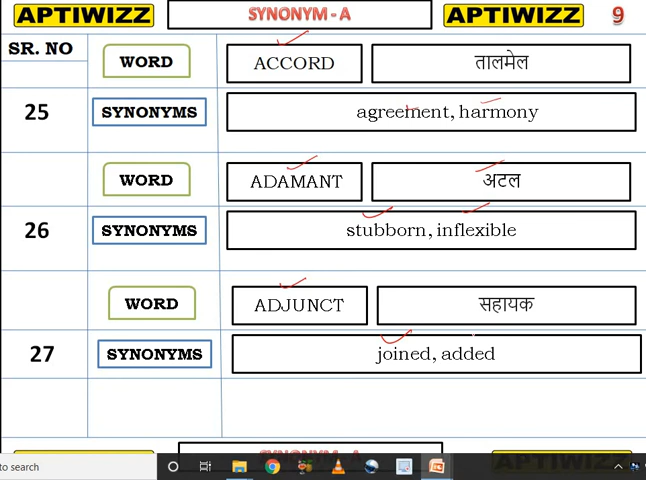 APTIWIZZ SYNONYM - A APTIWIZZ 9
SR. NO WORD ACCORD तालमेल
25 SYNONYMS agreement, harmony
WORD ADAMANT अटल
26 SYNONYMS stubborn, inflexible
WORD ADJUNCT सहायक
27 SYNONYMS joined, added
to search